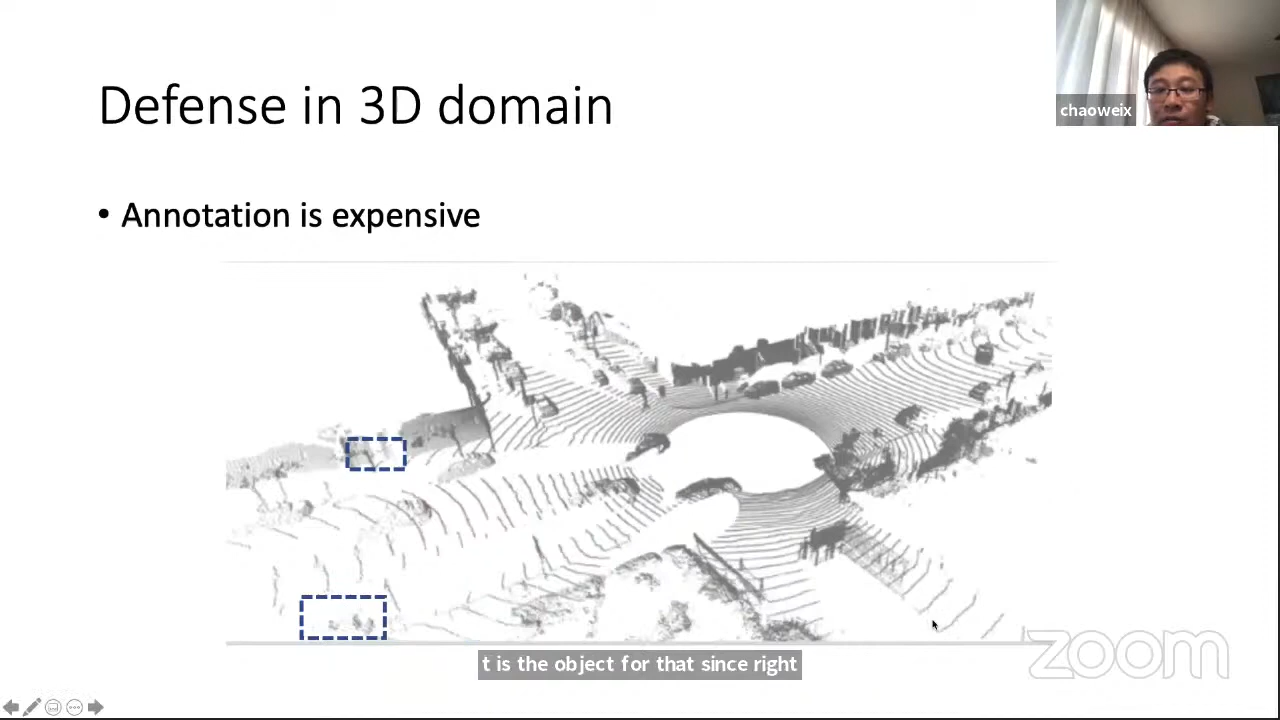 Defense in 3D domain
chaoweix
• Annotation is expensive
zoom
t is the object for that since right